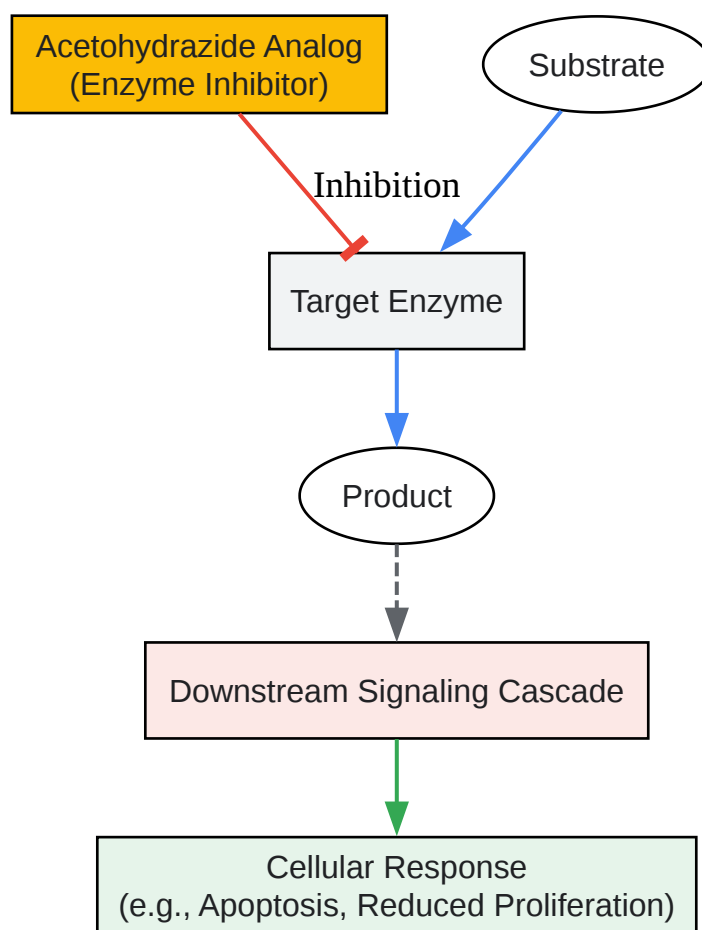 Acetohydrazide Analog
(Enzyme Inhibitor)
Substrate
Inhibition
Target Enzyme
Product
Downstream Signaling Cascade
Cellular Response
(e.g., Apoptosis, Reduced Proliferation)